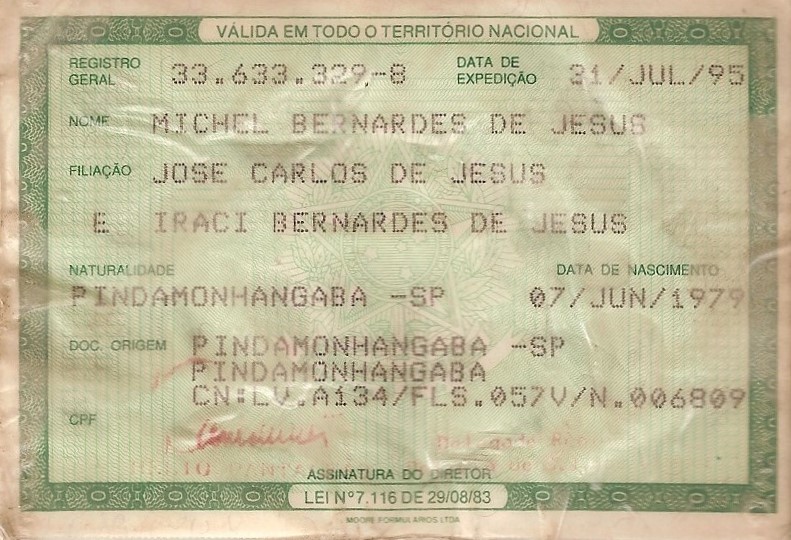 VÁLIDA EM TODO O TERRITÓRIO NACIONAL
REGISTRO GERAL 33.633.329-8 DATA DE EXPEDIÇÃO 21/JUL/95
NOME MICHEL BERNARDES DE JESUS
FILIAÇÃO JOSE CARLOS DE JESUS
E IRACI BERNARDES DE JESUS
NATURALIDADE DATA DE NASCIMENTO
PINDAMONHANGABA -SP 07/JUN/1979
DOC. ORIGEM PINDAMONHANGABA -SP
PINDAMONHANGABA
CN:LV.A134/FLS.057V/N.006809
CPF
ASSINATURA DO DIRETOR
LEI Nº 7.116 DE 29/08/83
MOORE FORMULÁRIOS LTDA